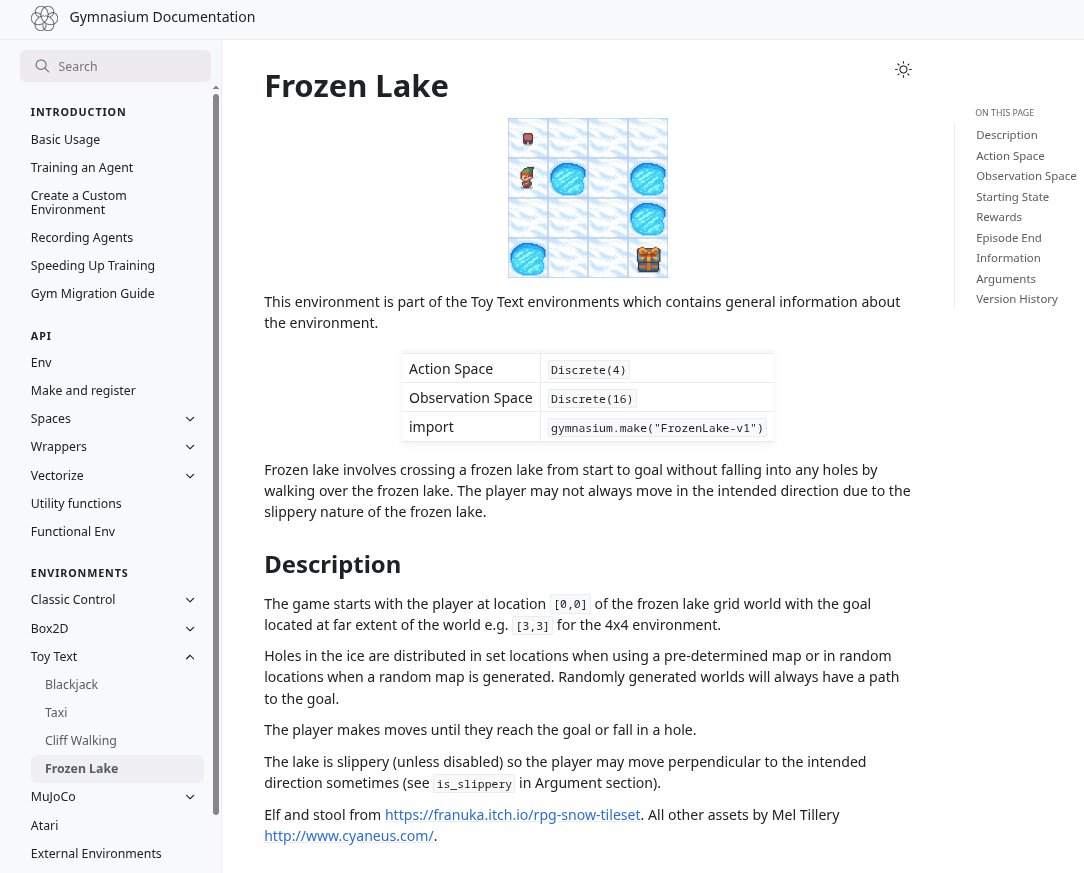 Gymnasium Documentation
Search
INTRODUCTION
Basic Usage
Training an Agent
Create a Custom
Environment
Recording Agents
Speeding Up Training
Gym Migration Guide
API
Env
Make and register
Spaces
Wrappers
Vectorize
Utility functions
Functional Env
ENVIRONMENTS
Classic Control
Box2D
Toy Text
Blackjack
Taxi
Cliff Walking
Frozen Lake
MuJoCo
Atari
External Environments
Frozen Lake
This environment is part of the Toy Text environments which contains general information about
the environment.
Action Space Discrete(4)
Observation Space Discrete(16)
import gymnasium.make("FrozenLake-v1")
Frozen lake involves crossing a frozen lake from start to goal without falling into any holes by
walking over the frozen lake. The player may not always move in the intended direction due to the
slippery nature of the frozen lake.
Description
The game starts with the player at location [0,0] of the frozen lake grid world with the goal
located at far extent of the world e.g. [3,3] for the 4x4 environment.
Holes in the ice are distributed in set locations when using a pre-determined map or in random
locations when a random map is generated. Randomly generated worlds will always have a path
to the goal.
The player makes moves until they reach the goal or fall in a hole.
The lake is slippery (unless disabled) so the player may move perpendicular to the intended
direction sometimes (see is_slippery in Argument section).
Elf and stool from https://franuka.itch.io/rpg-snow-tileset. All other assets by Mel Tillery
http://www.cyaneus.com/.
ON THIS PAGE
Description
Action Space
Observation Space
Starting State
Rewards
Episode End
Information
Arguments
Version History